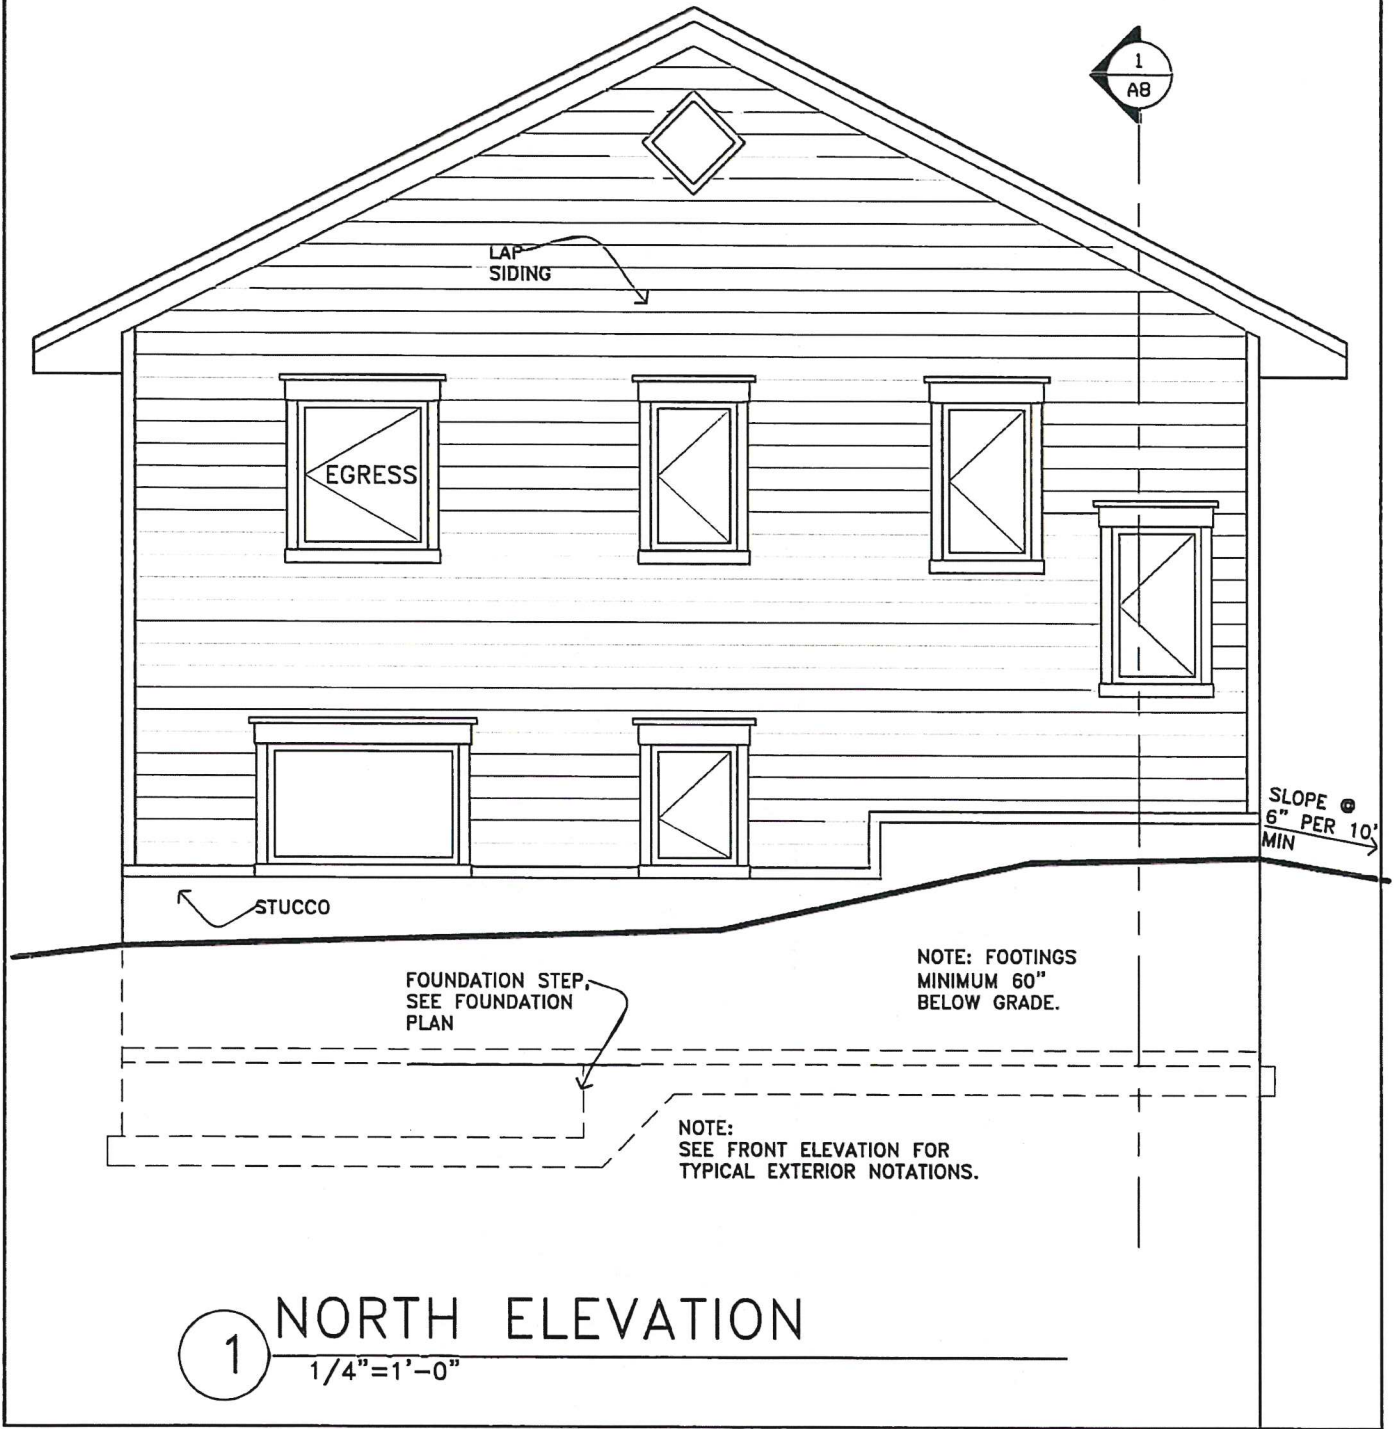 1
A8
LAP
SIDING
EGRESS
SLOPE @
6" PER 10'
MIN
STUCCO
NOTE: FOOTINGS
MINIMUM 60"
BELOW GRADE.
FOUNDATION STEP,
SEE FOUNDATION
PLAN
NOTE:
SEE FRONT ELEVATION FOR
TYPICAL EXTERIOR NOTATIONS.
1 NORTH ELEVATION
1/4"=1'-0"